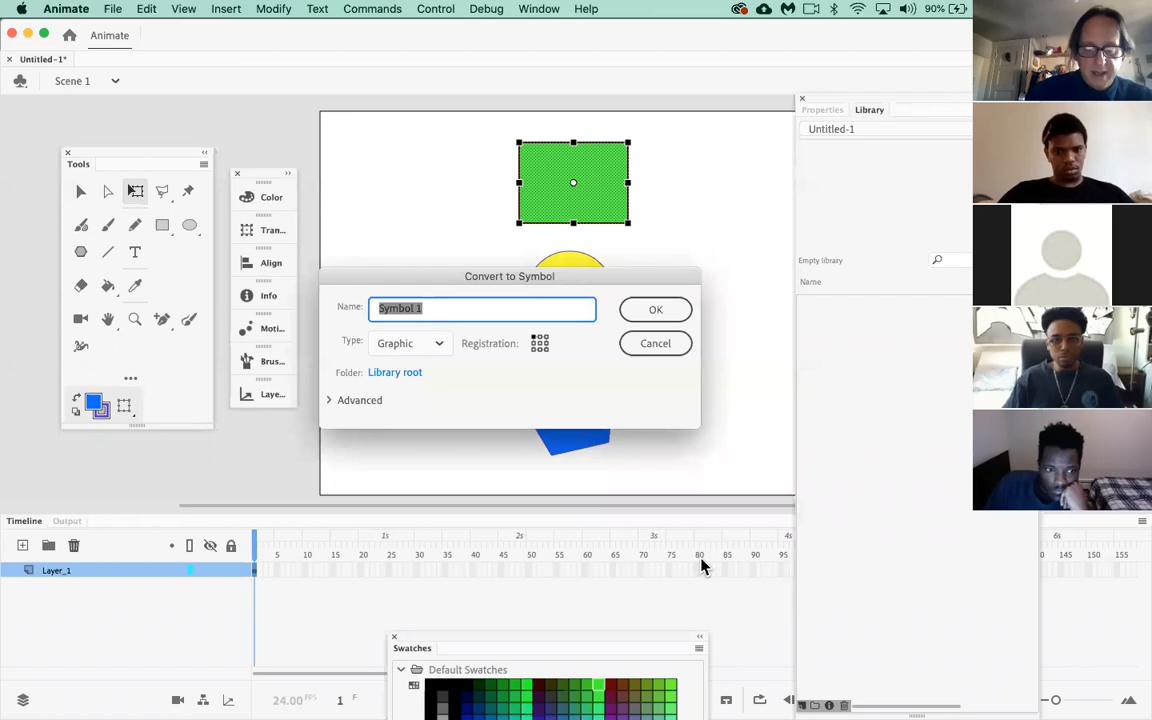 Animate File Edit View Insert Modify Text Commands Control Debug Window Help 90%
Animate
Untitled-1*
Scene 1
Properties Library
Untitled-1
Tools
Color
Tran...
Align
Info
Moti...
Brus...
Laye...
Empty library
Name
Convert to Symbol
Name: Symbol 1 OK
Type: Graphic Registration: Cancel
Folder: Library root
Advanced
Timeline Output
1s 2s 3s 4s 6s
5 10 15 20 25 30 35 40 45 50 55 60 65 70 75 80 85 90 95 145 150 155
Layer_1
Swatches
Default Swatches
24.00 FPS 1 F